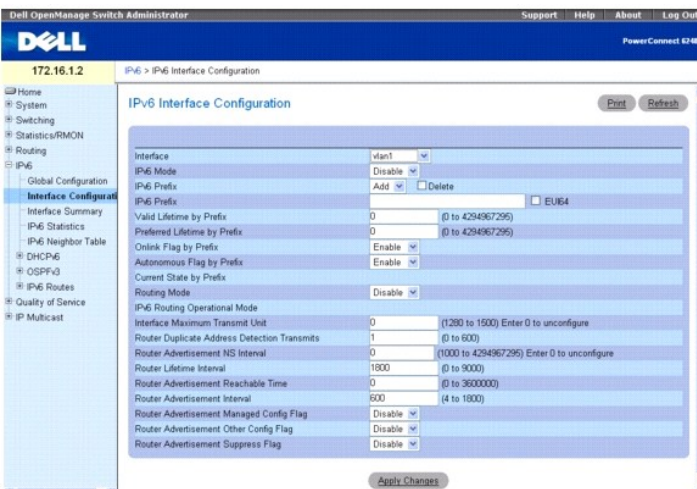 Dell OpenManage Switch Administrator
Support Help About Log Out
DELL
PowerConnect 6248
172.16.1.2
IPv6 > IPv6 Interface Configuration
Home
System
Switching
Statistics/RMON
Routing
IPv6
Global Configuration
Interface Configurati
Interface Summary
IPv6 Statistics
IPv6 Neighbor Table
DHCPv6
OSPFv3
IPv6 Routes
Quality of Service
IP Multicast
IPv6 Interface Configuration
Print Refresh
Interface vlan1
IPv6 Mode Disable
IPv6 Prefix Add Delete
IPv6 Prefix EUI64
Valid Lifetime by Prefix 0 (0 to 4294967295)
Preferred Lifetime by Prefix 0 (0 to 4294967295)
Onlink Flag by Prefix Enable
Autonomous Flag by Prefix Enable
Current State by Prefix
Routing Mode Disable
IPv6 Routing Operational Mode
Interface Maximum Transmit Unit 0 (1280 to 1500) Enter 0 to unconfigure
Router Duplicate Address Detection Transmits 1 (0 to 600)
Router Advertisement NS Interval 0 (1000 to 4294967295) Enter 0 to unconfigure
Router Lifetime Interval 1800 (0 to 9000)
Router Advertisement Reachable Time 0 (0 to 3600000)
Router Advertisement Interval 600 (4 to 1800)
Router Advertisement Managed Config Flag Disable
Router Advertisement Other Config Flag Disable
Router Advertisement Suppress Flag Disable
Apply Changes